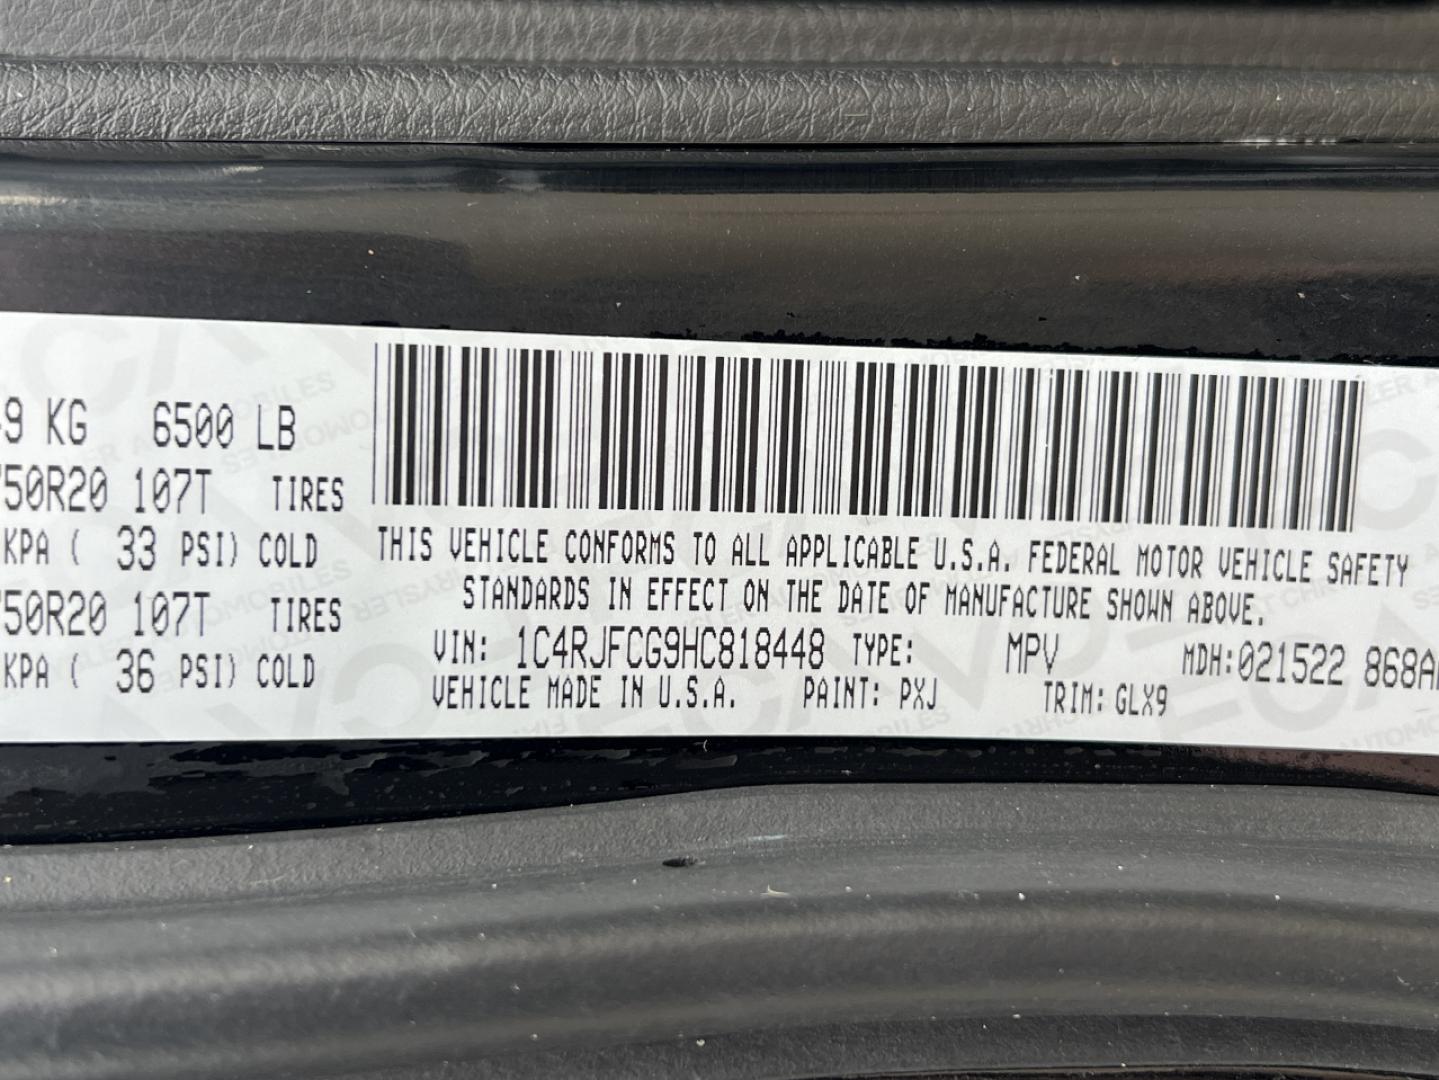 9 KG 6500 LB
50R20 107T TIRES
KPA ( 33 PSI) COLD
50R20 107T TIRES
KPA ( 36 PSI) COLD
THIS VEHICLE CONFORMS TO ALL APPLICABLE U.S.A. FEDERAL MOTOR VEHICLE SAFETY
STANDARDS IN EFFECT ON THE DATE OF MANUFACTURE SHOWN ABOVE.
VIN: 1C4RJFCG9HC818448 TYPE: MPV MDH: 021522 868A
VEHICLE MADE IN U.S.A. PAINT: PXJ TRIM: GLX9